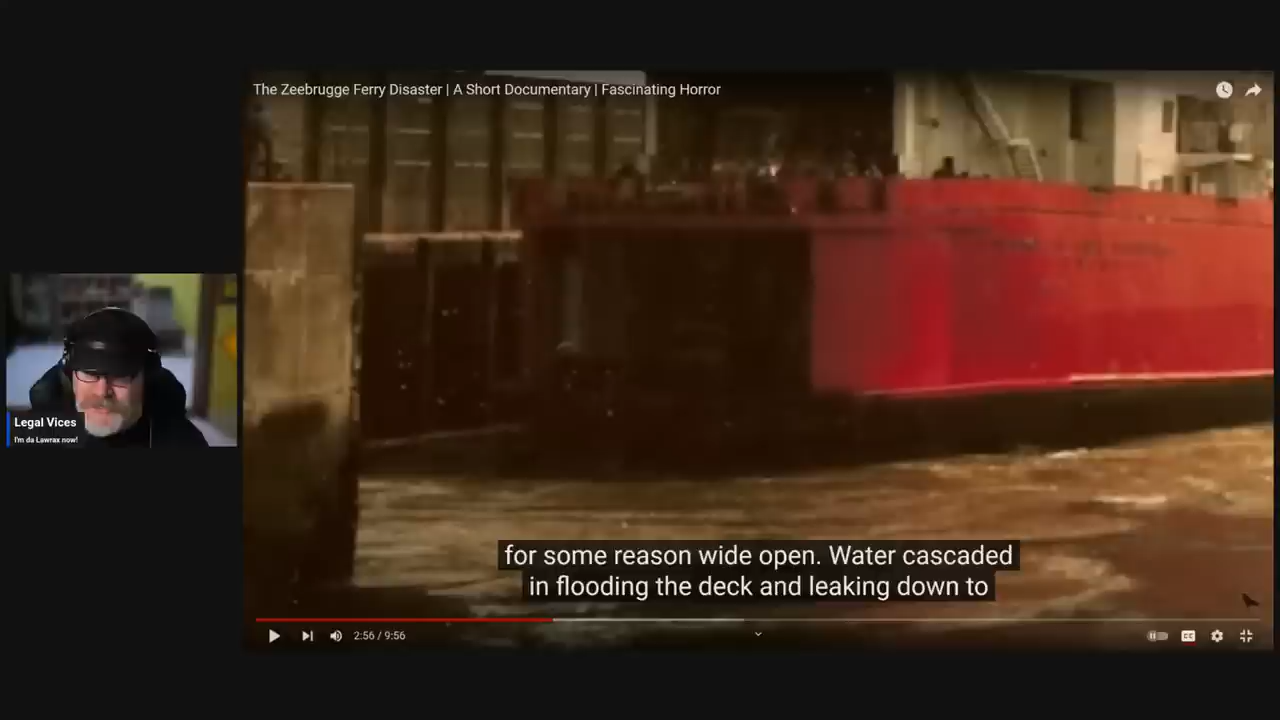 The Zeebrugge Ferry Disaster | A Short Documentary | Fascinating Horror
Legal Vices
I'm da Lawrax now!
for some reason wide open. Water cascaded
in flooding the deck and leaking down to
2:56 / 9:56
CC